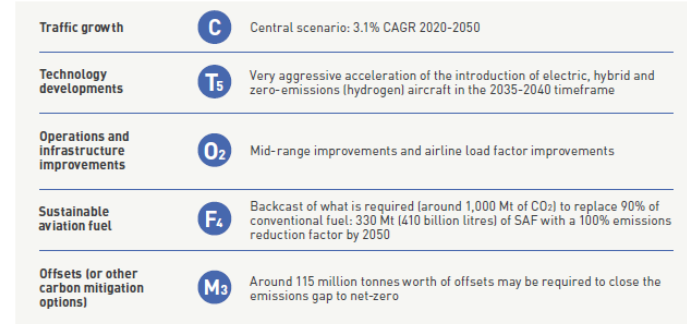 Traffic growth
C
Central scenario: 3.1% CAGR 2020-2050
Technology
developments
T5
Very aggressive acceleration of the introduction of electric, hybrid and
zero-emissions (hydrogen) aircraft in the 2035-2040 timeframe
Operations and
infrastructure
improvements
O2
Mid-range improvements and airline load factor improvements
Sustainable
aviation fuel
F4
Backcast of what is required (around 1,000 Mt of CO2) to replace 90% of
conventional fuel: 330 Mt (410 billion litres) of SAF with a 100% emissions
reduction factor by 2050
Offsets (or other
carbon mitigation
options)
M3
Around 115 million tonnes worth of offsets may be required to close the
emissions gap to net-zero